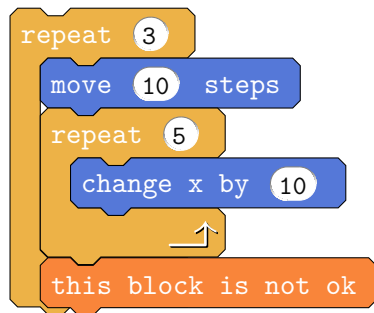 repeat 3
move 10 steps
repeat 5
change x by 10
this block is not ok